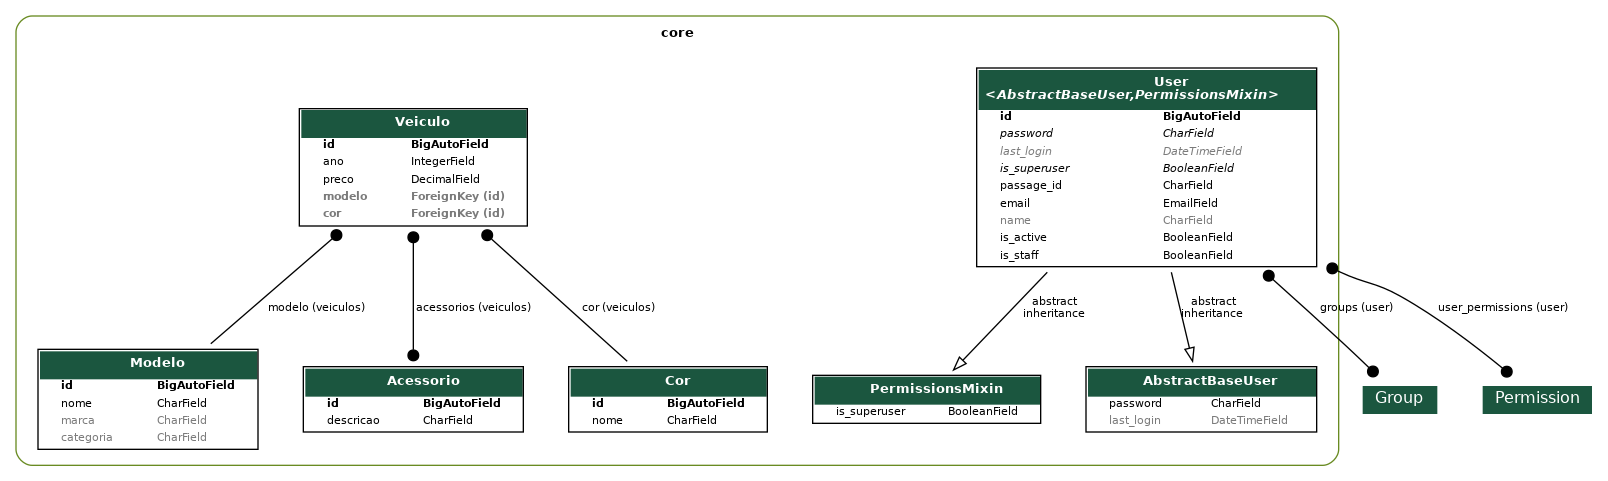 core
User
<AbstractBaseUser,PermissionsMixin>
id BigAutoField
password CharField
last_login DateTimeField
is_superuser BooleanField
passage_id CharField
email EmailField
name CharField
is_active BooleanField
is_staff BooleanField
Veiculo
id BigAutoField
ano IntegerField
preco DecimalField
modelo ForeignKey (id)
cor ForeignKey (id)
modelo (veiculos)
acessorios (veiculos)
cor (veiculos)
abstract
inheritance
abstract
inheritance
groups (user)
user_permissions (user)
Modelo
id BigAutoField
nome CharField
marca CharField
categoria CharField
Acessorio
id BigAutoField
descricao CharField
Cor
id BigAutoField
nome CharField
PermissionsMixin
is_superuser BooleanField
AbstractBaseUser
password CharField
last_login DateTimeField
Group
Permission